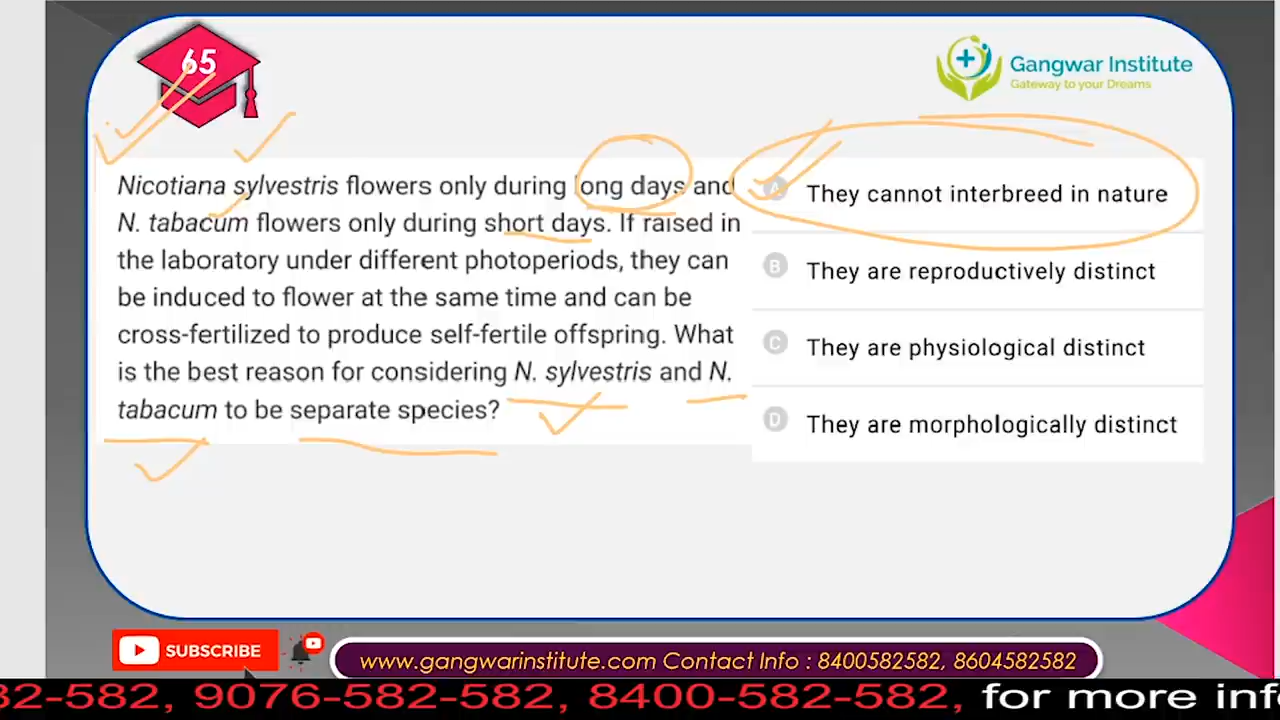 65
Gangwar Institute
Gateway to your Dreams
Nicotiana sylvestris flowers only during long days and
N. tabacum flowers only during short days. If raised in
the laboratory under different photoperiods, they can
be induced to flower at the same time and can be
cross-fertilized to produce self-fertile offspring. What
is the best reason for considering N. sylvestris and N.
tabacum to be separate species?
A They cannot interbreed in nature
B They are reproductively distinct
C They are physiological distinct
D They are morphologically distinct
SUBSCRIBE
www.gangwarinstitute.com Contact Info : 8400582582, 8604582582
82-582, 9076-582-582, 8400-582-582, for more inf